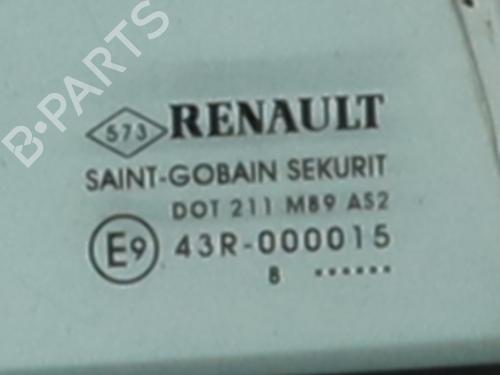 B-PARTS
573 RENAULT
SAINT-GOBAIN SEKURIT
DOT 211 M89 AS2
E9 43R-000015
8 ......